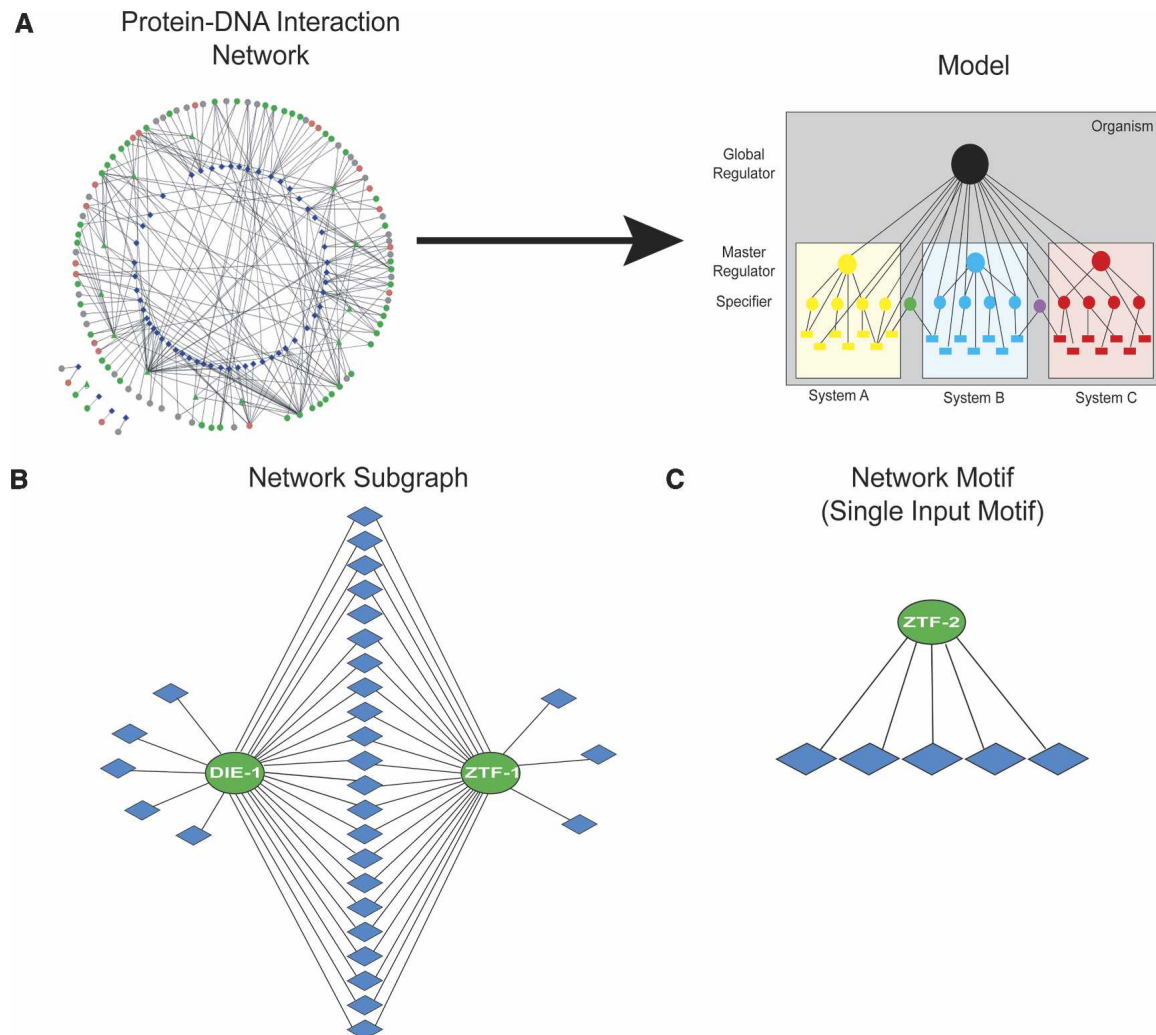 A
Protein-DNA Interaction
Network
Model
Organism
Global
Regulator
Master
Regulator
Specifier
System A
System B
System C
B
Network Subgraph
DIE-1
ZTF-1
C
Network Motif
(Single Input Motif)
ZTF-2